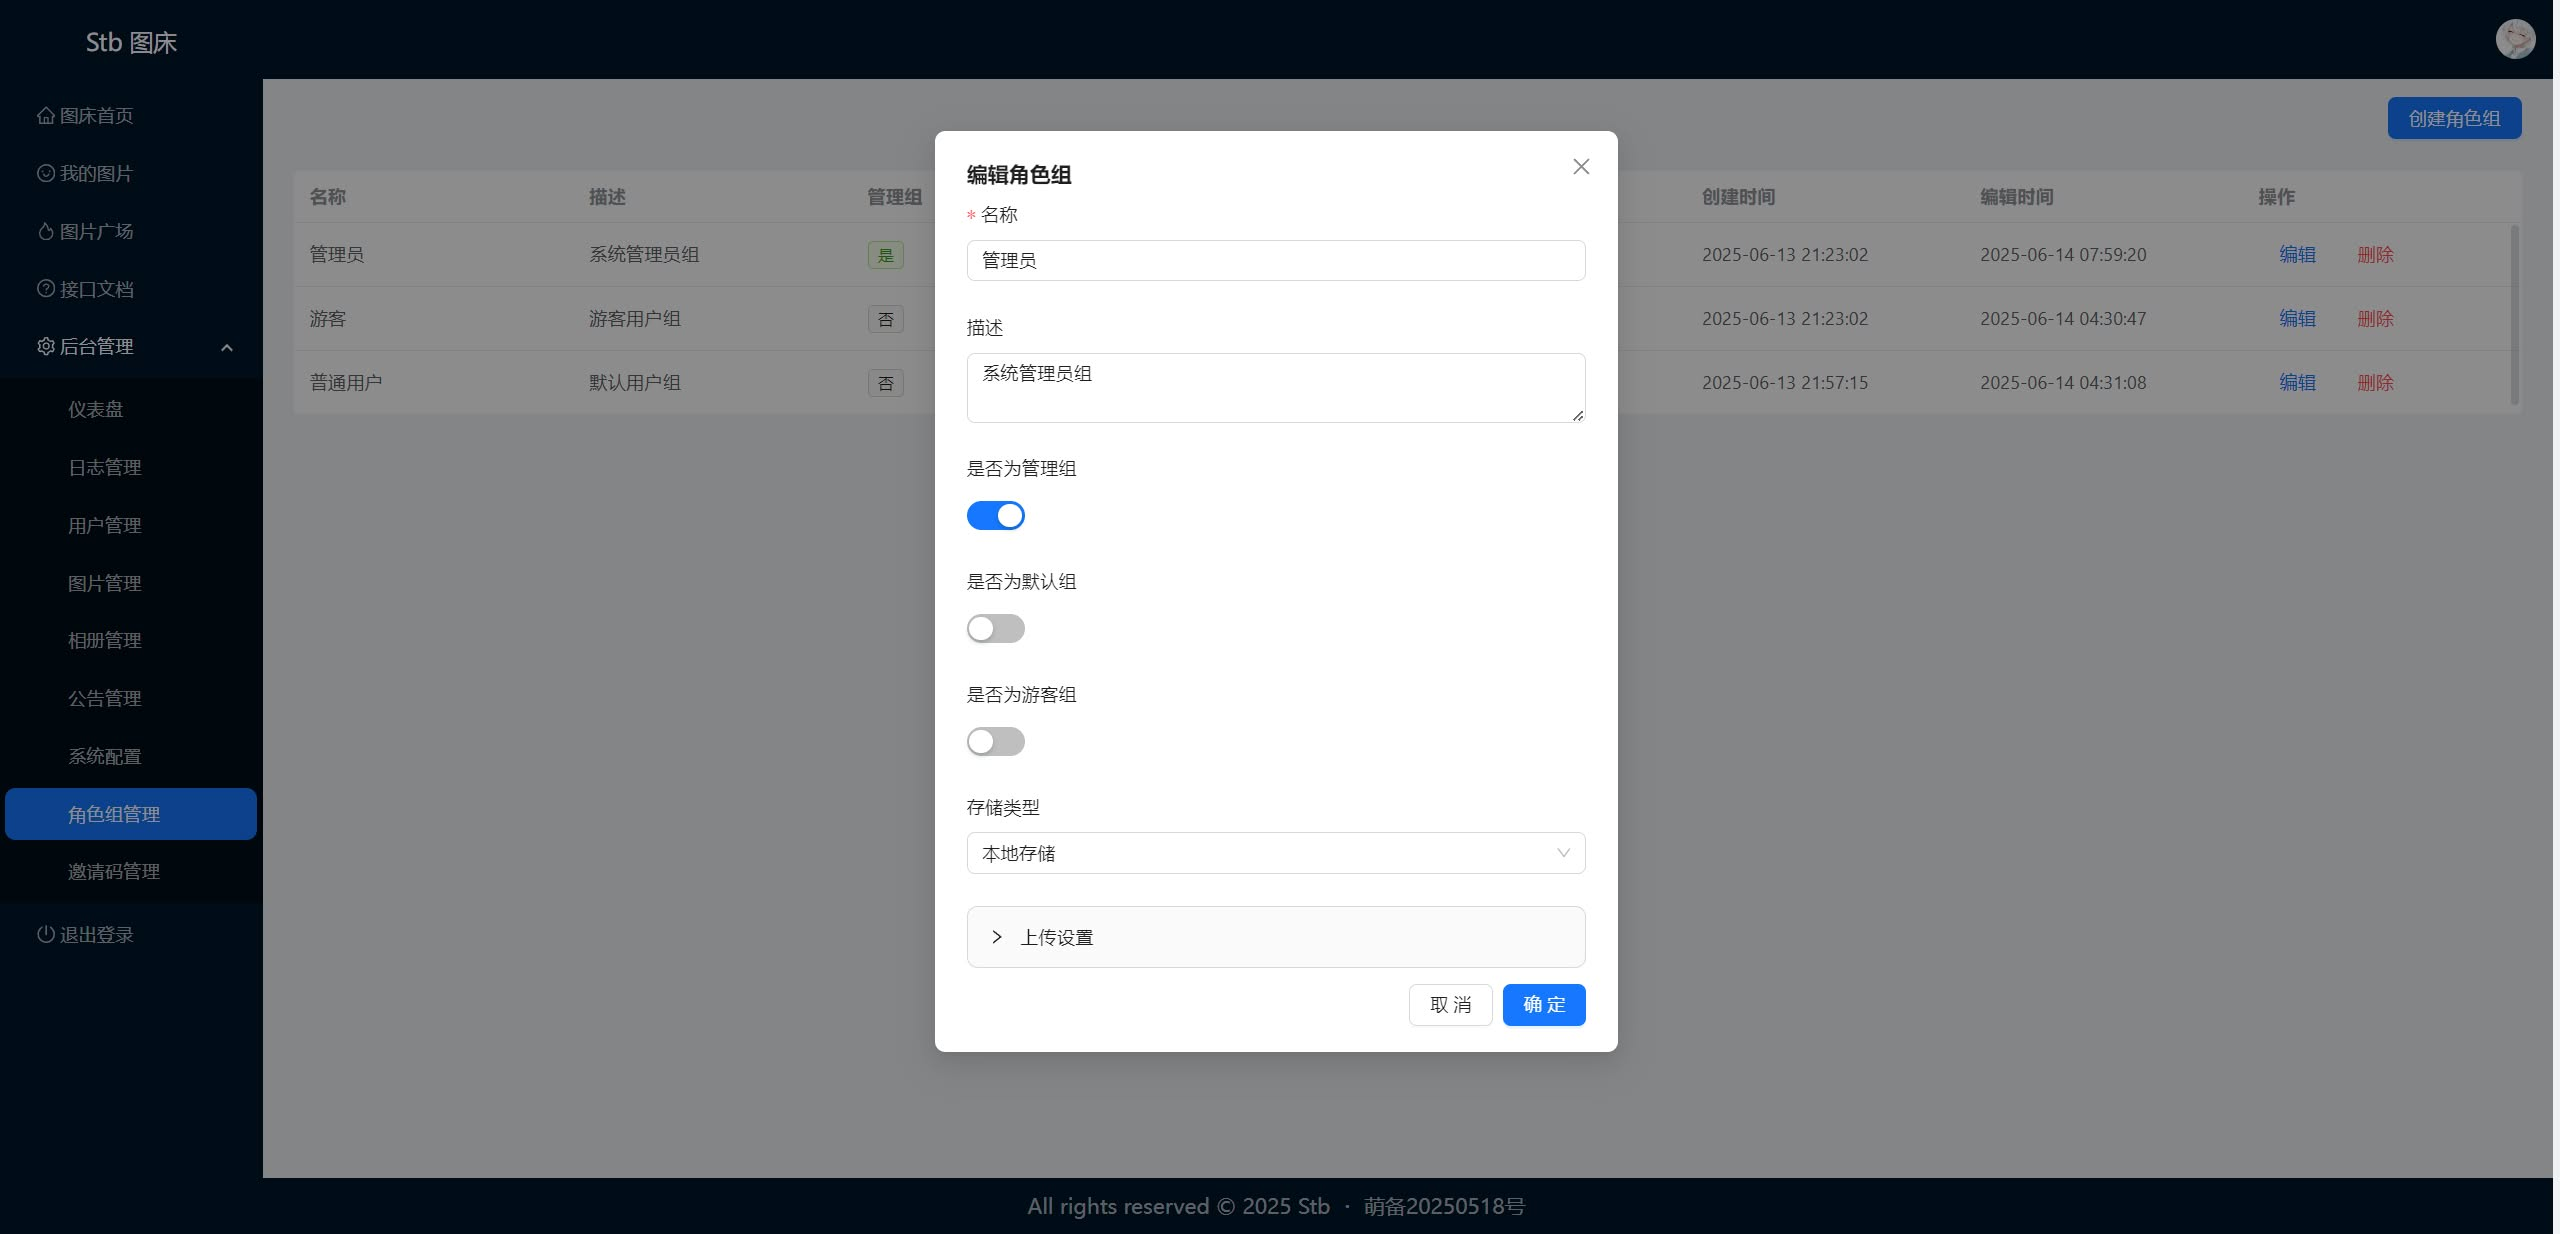 Stb 图床
图床首页
我的图片
图片广场
接口文档
后台管理
仪表盘
日志管理
用户管理
图片管理
相册管理
公告管理
系统配置
角色组管理
邀请码管理
退出登录
创建角色组
名称 描述 管理组 创建时间 编辑时间 操作
管理员 系统管理员组 是 2025-06-13 21:23:02 2025-06-14 07:59:20 编辑 删除
游客 游客用户组 否 2025-06-13 21:23:02 2025-06-14 04:30:47 编辑 删除
普通用户 默认用户组 否 2025-06-13 21:57:15 2025-06-14 04:31:08 编辑 删除
编辑角色组
* 名称
管理员
描述
系统管理员组
是否为管理组
是否为默认组
是否为游客组
存储类型
本地存储
上传设置
取 消 确 定
All rights reserved © 2025 Stb · 萌备20250518号